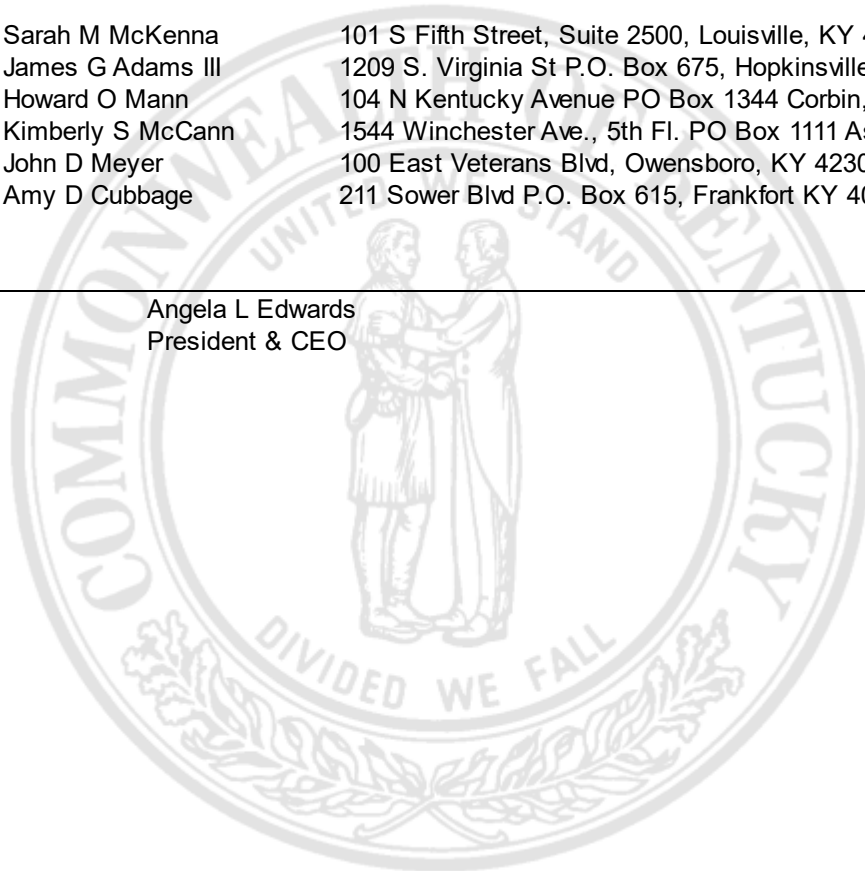 Sarah M McKenna 101 S Fifth Street, Suite 2500, Louisville, KY
James G Adams III 1209 S. Virginia St P.O. Box 675, Hopkinsville
Howard O Mann 104 N Kentucky Avenue PO Box 1344 Corbin,
Kimberly S McCann 1544 Winchester Ave., 5th Fl. PO Box 1111
John D Meyer 100 East Veterans Blvd, Owensboro, KY
Amy D Cubbage 211 Sower Blvd P.O. Box 615, Frankfort KY
Angela L Edwards
President & CEO
COMMONWEALTH OF KENTUCKY
UNITED WE STAND
DIVIDED WE FALL